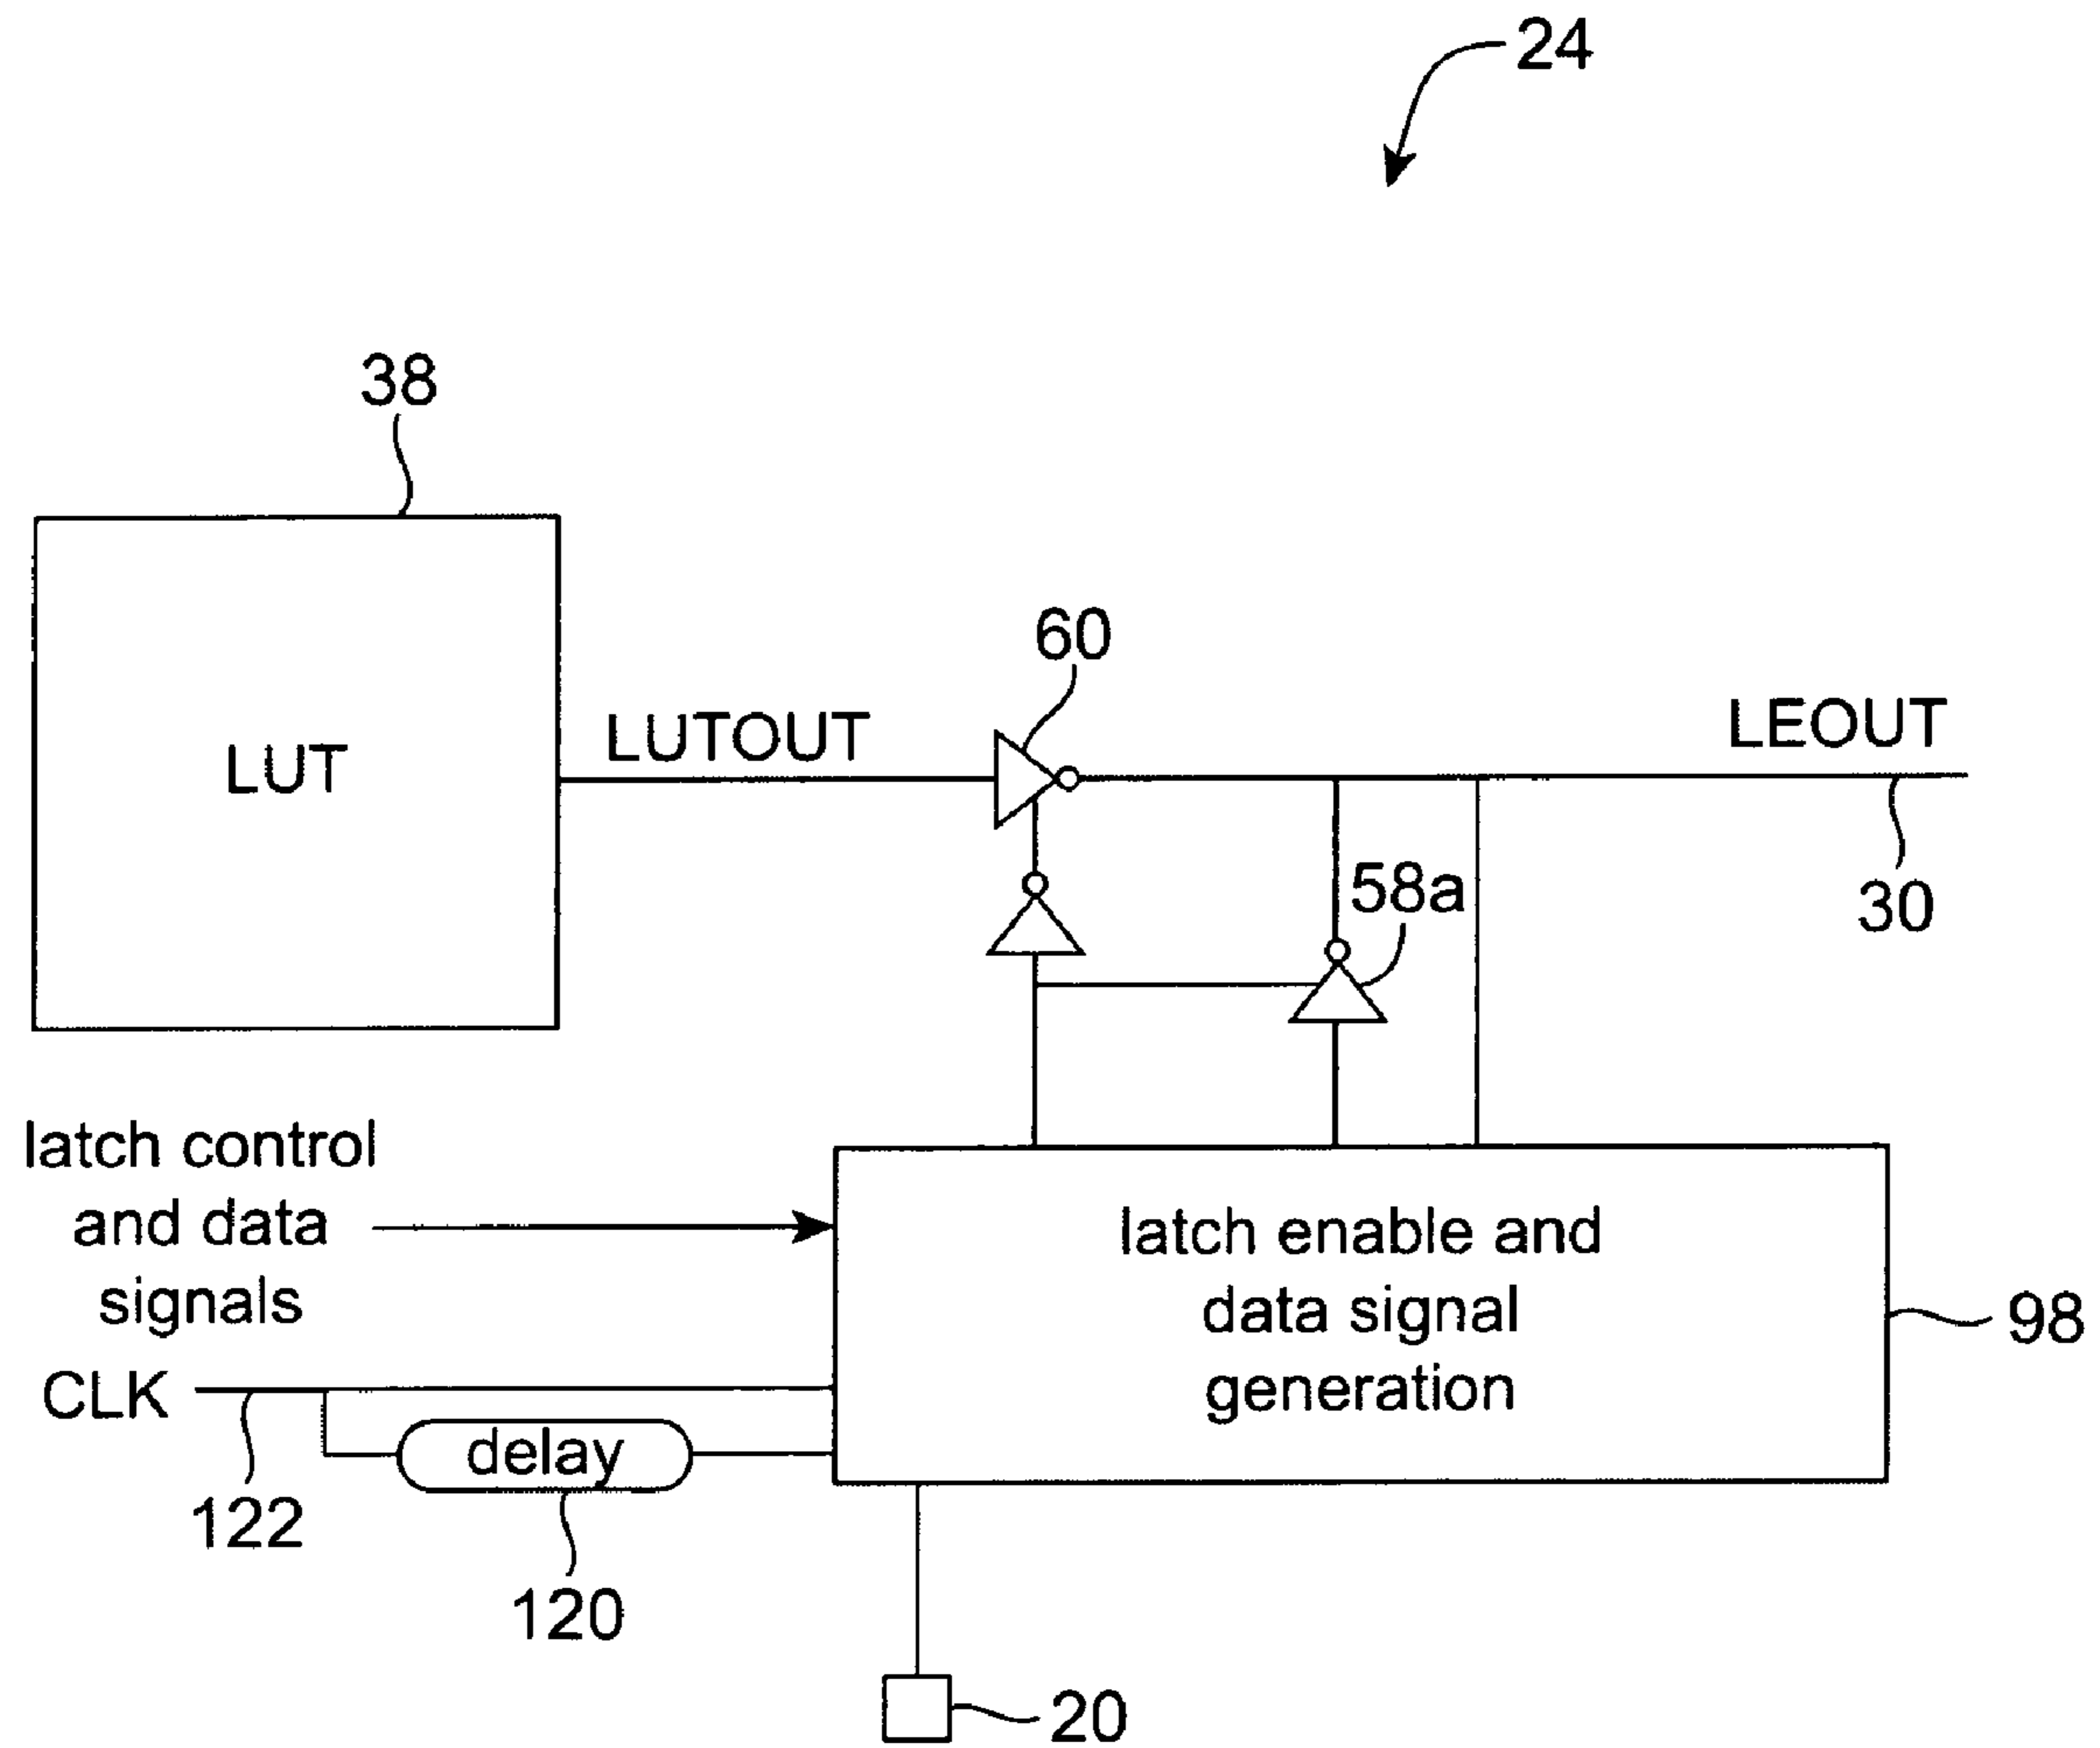 24
38
60
LUT
LUTOUT
LEOUT
58a
30
latch control
and data
signals
latch enable and
data signal
generation
98
CLK
delay
122
120
20